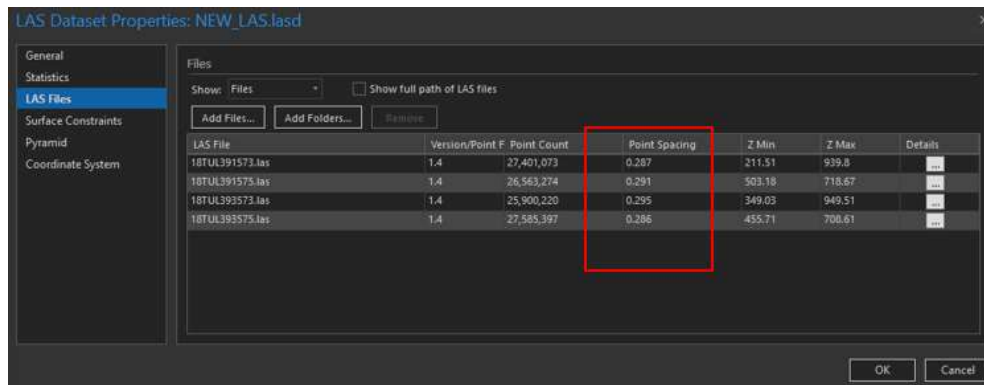 LAS Dataset Properties: NEW_LAS.lasd
General
Statistics
LAS Files
Surface Constraints
Pyramid
Coordinate System
Files
Show: Files Show full path of LAS files
Add Files... Add Folders... Remove
LAS File Version/Point F Point Count Point Spacing Z Min Z Max Details
18TUL391573.las 1.4 27,401,073 0.287 211.51 939.8 ...
18TUL391575.las 1.4 26,563,274 0.291 503.18 718.67 ...
18TUL393573.las 1.4 25,900,220 0.295 349.03 949.51 ...
18TUL393575.las 1.4 27,585,397 0.286 455.71 708.61 ...
OK Cancel